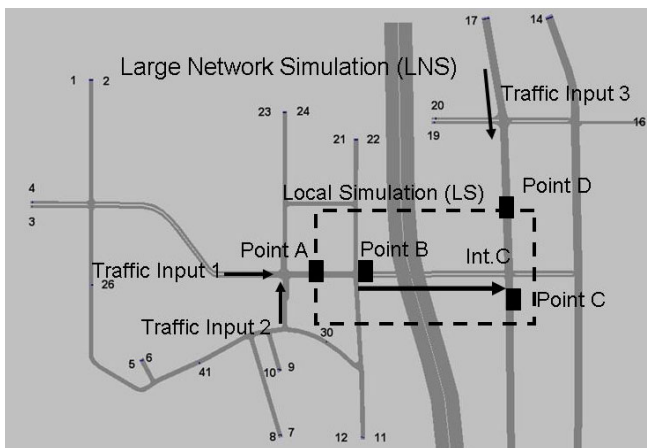 17
14
Large Network Simulation (LNS)
1 2
Traffic Input 3
20
19
16
23 24
21 22
4
3
Local Simulation (LS)
Point D
Point A
Point B
Int.C
Traffic Input 1
26
Point C
Traffic Input 2
30
5 6
41
10 9
8 7
12 11